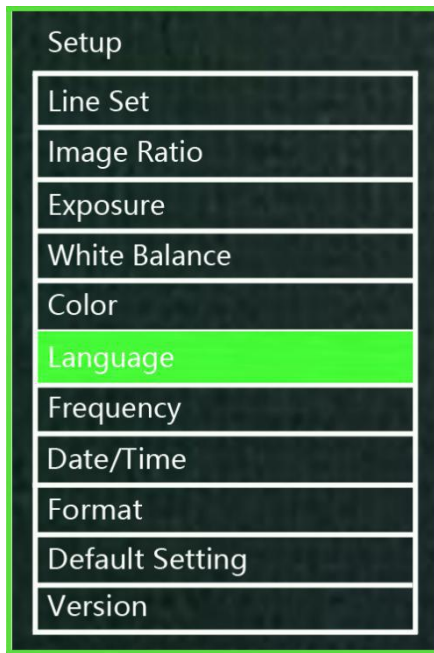 Setup
Line Set
Image Ratio
Exposure
White Balance
Color
Language
Frequency
Date/Time
Format
Default Setting
Version